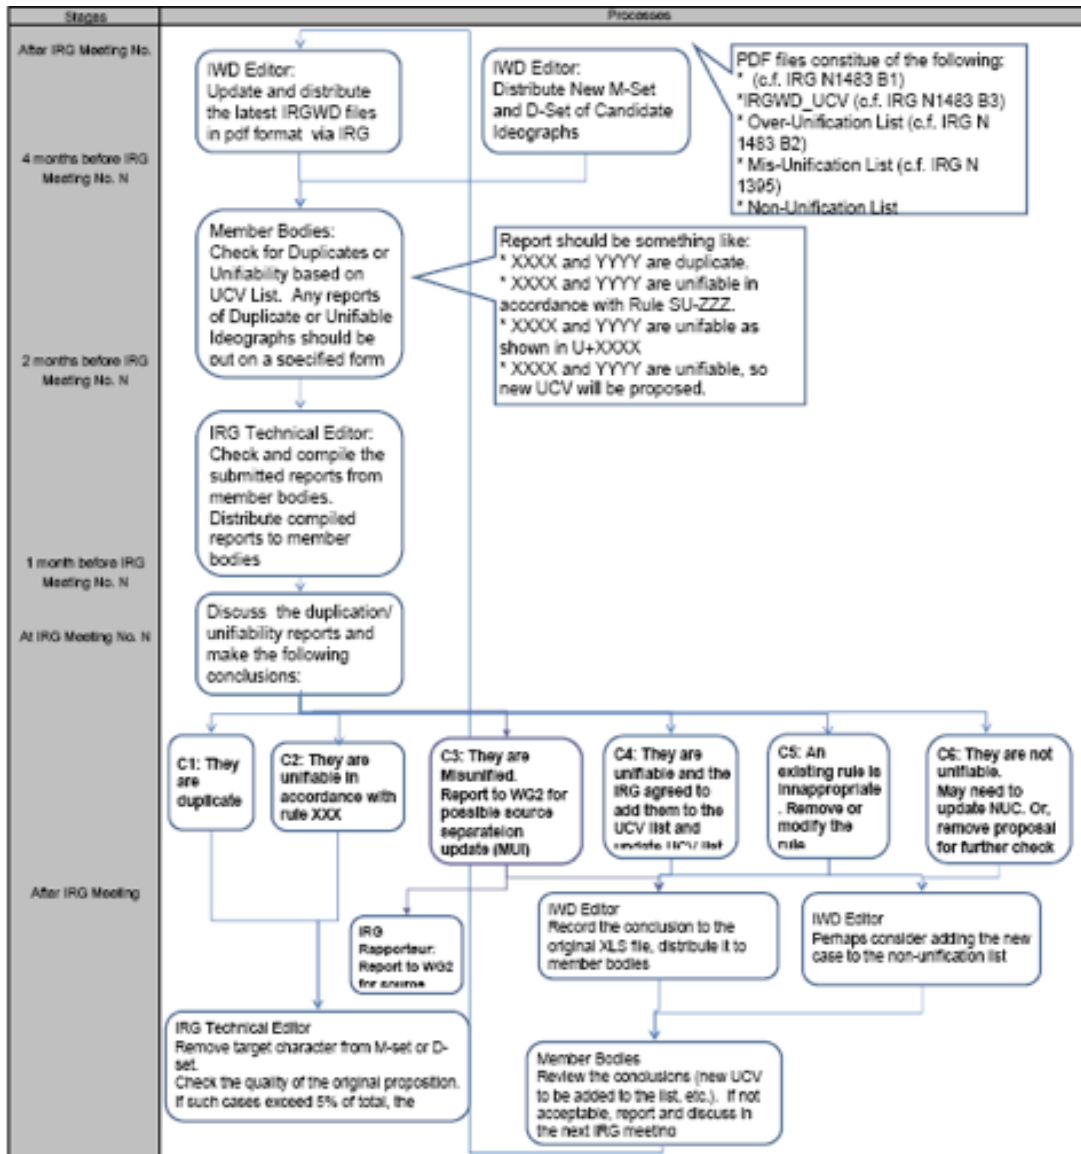 Stages
Processes
After IRG Meeting No.
4 months before IRG
Meeting No. N
2 months before IRG
Meeting No. N
1 month before IRG
Meeting No. N
At IRG Meeting No. N
After IRG Meeting
IWD Editor:
Update and distribute
the latest IRGWD files
in pdf format via IRG
IWD Editor:
Distribute New M-Set
and D-Set of Candidate
Ideographs
PDF files constitue of the following:
* (c.f. IRG N1483 B1)
*IRGWD_UCV (c.f. IRG N1483 B3)
* Over-Unification List (c.f. IRG N
1483 B2)
* Mis-Unification List (c.f. IRG N
1395)
* Non-Unification List
Member Bodies:
Check for Duplicates or
Unifiability based on
UCV List. Any reports
of Duplicate or Unifiable
Ideographs should be
out on a specified form
Report should be something like:
* XXXX and YYYY are duplicate.
* XXXX and YYYY are unifiable in
accordance with Rule SU-ZZZ.
* XXXX and YYYY are unifable as
shown in U+XXXX
* XXXX and YYYY are unifiable, so
new UCV will be proposed.
IRG Technical Editor:
Check and compile the
submitted reports from
member bodies.
Distribute compiled
reports to member
bodies
Discuss the duplication/
unifiability reports and
make the following
conclusions:
C1: They
are
duplicate
C2: They are
unifiable in
accordance with
rule XXX
C3: They are
Misunified.
Report to WG2 for
possible source
separateion
update (MUI)
C4: They are
unifiable and the
IRG agreed to
add them to the
UCV list and
update UCV list
C5: An
existing rule is
innappropriate
. Remove or
modify the
rule
C6: They are not
unifiable.
May need to
update NUC. Or,
remove proposal
for further check
IRG
Rapporteur:
Report to WG2
for source
IWD Editor
Record the conclusion to the
original XLS file, distribute it to
member bodies
IWD Editor
Perhaps consider adding the new
case to the non-unification list
IRG Technical Editor
Remove target character from M-set or D-
set.
Check the quality of the original proposition.
If such cases exceed 5% of total, the
Member Bodies
Review the conclusions (new UCV
to be added to the list, etc.). If not
acceptable, report and discuss in
the next IRG meeting